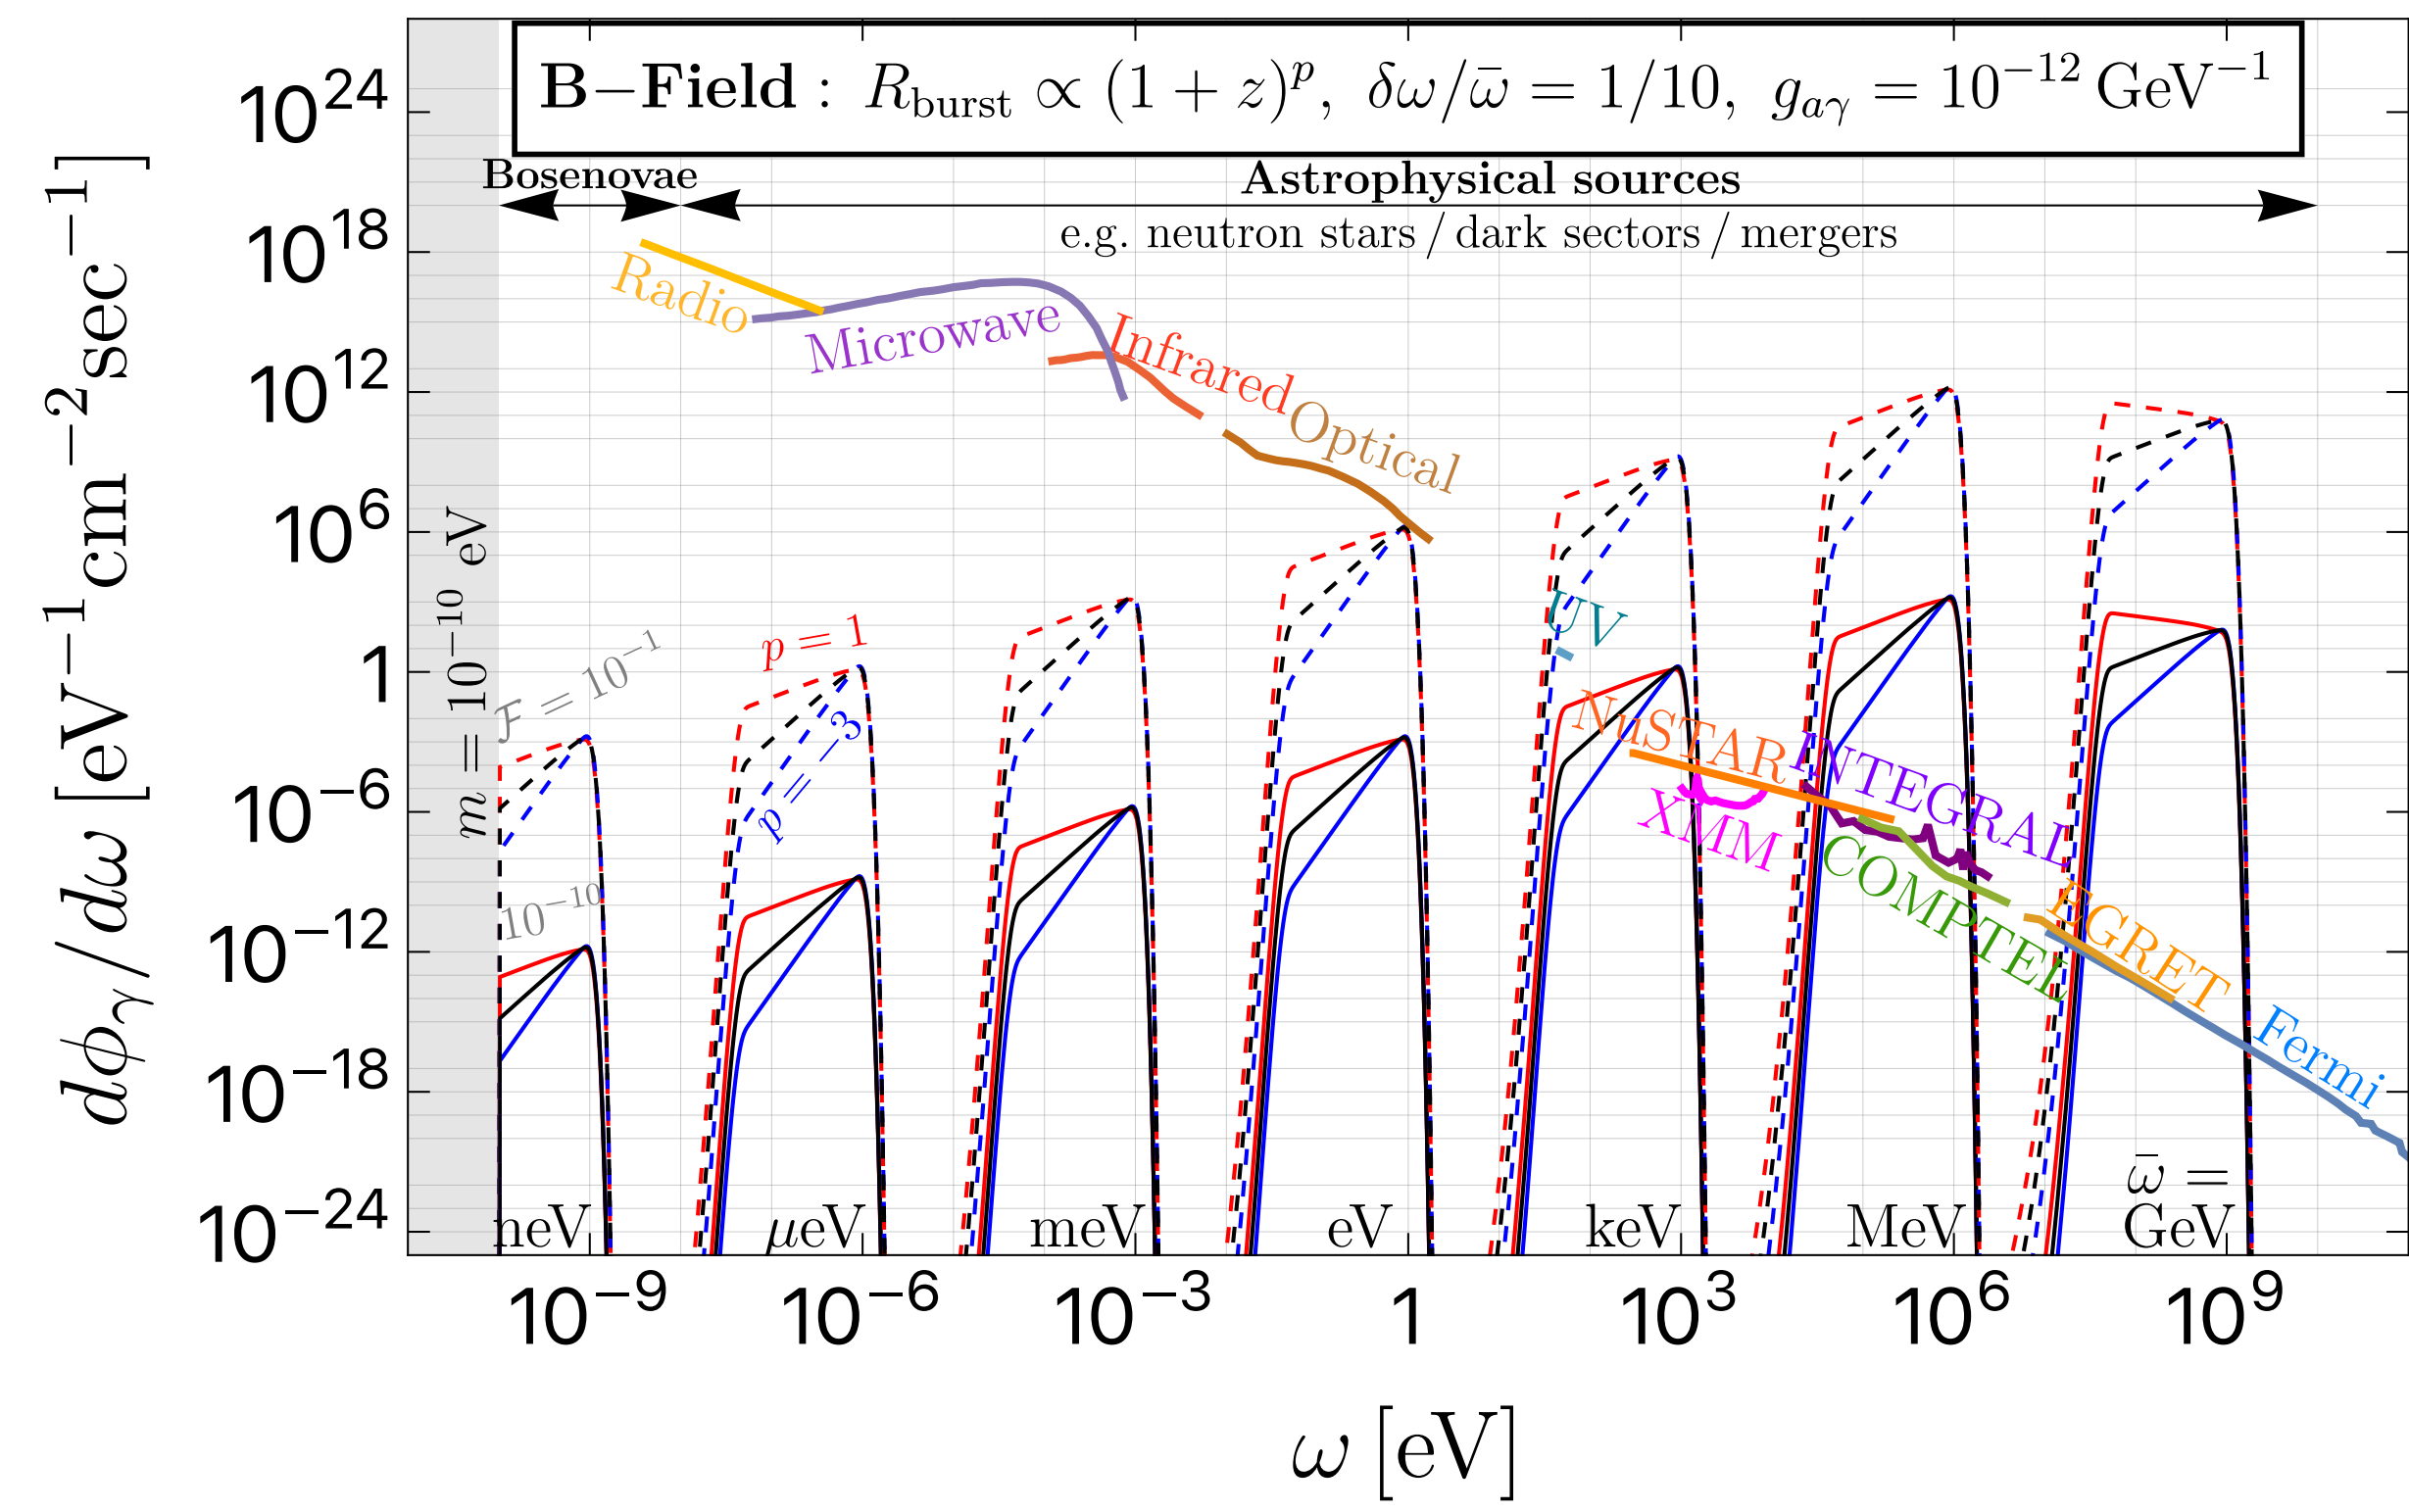 B−Field : R_burst ∝ (1 + z)^p, δω/ω̄ = 1/10, g_aγ = 10^−12 GeV^−1
Bosenovae
Astrophysical sources
e.g. neutron stars / dark sectors / mergers
dϕ_γ/dω [eV^−1cm^−2sec^−1]
10^24
10^18
10^12
10^6
1
10^−6
10^−12
10^−18
10^−24
m = 10^−10 eV
Radio
Microwave
Infrared
Optical
UV
NuSTAR
XMM
INTEGRAL
COMPTEL
EGRET
Fermi
ℱ = 10^−1
10^−10
p = 1
p = −3
neV
μeV
meV
eV
keV
MeV
ω̄ =
GeV
10^−9
10^−6
10^−3
1
10^3
10^6
10^9
ω [eV]